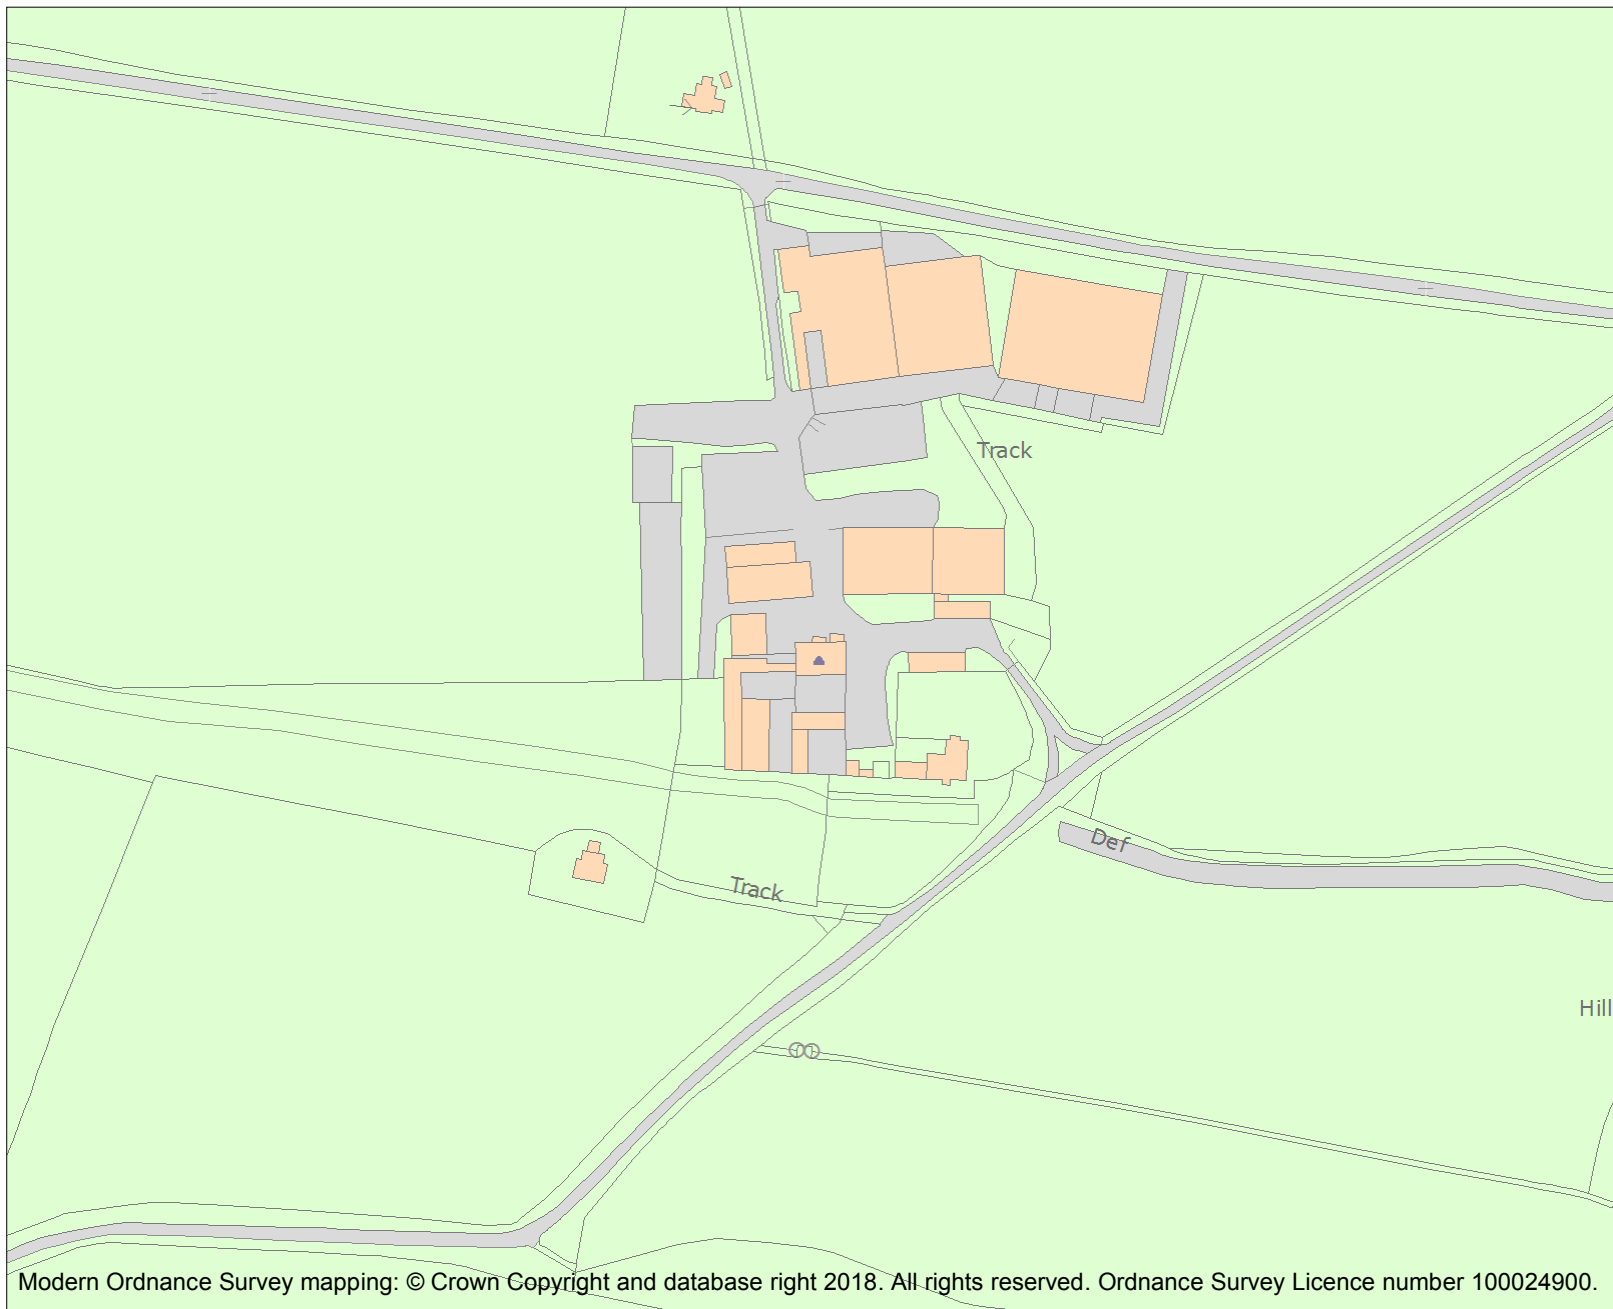 Track
Def
Track
Hill
Modern Ordnance Survey mapping: © Crown Copyright and database right 2018. All rights reserved. Ordnance Survey Licence number 100024900.